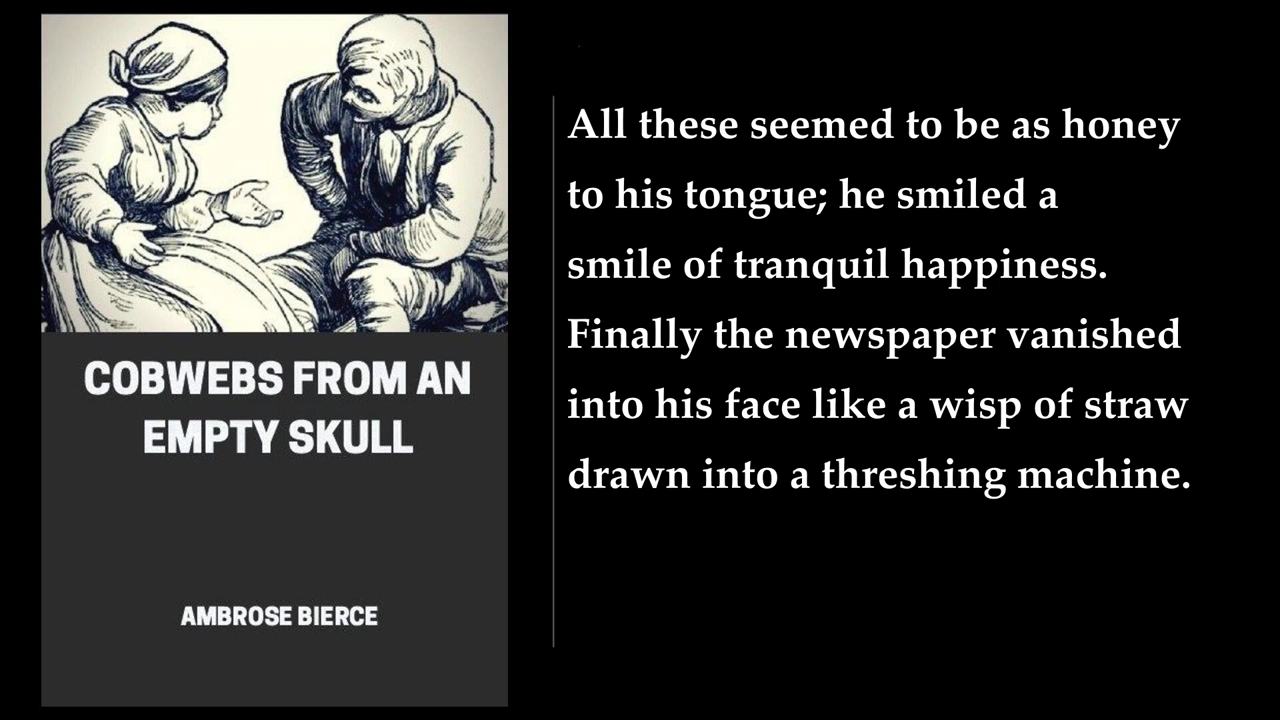 COBWEBS FROM AN
EMPTY SKULL
AMBROSE BIERCE
All these seemed to be as honey
to his tongue; he smiled a
smile of tranquil happiness.
Finally the newspaper vanished
into his face like a wisp of straw
drawn into a threshing machine.